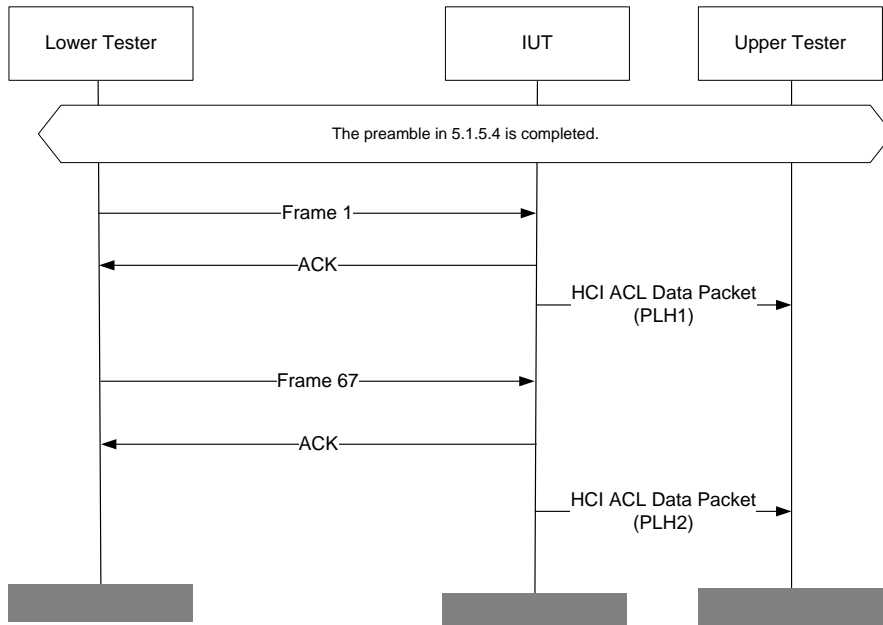 Lower Tester
IUT
Upper Tester
The preamble in 5.1.5.4 is completed.
Frame 1
ACK
HCI ACL Data Packet
(PLH1)
Frame 67
ACK
HCI ACL Data Packet
(PLH2)